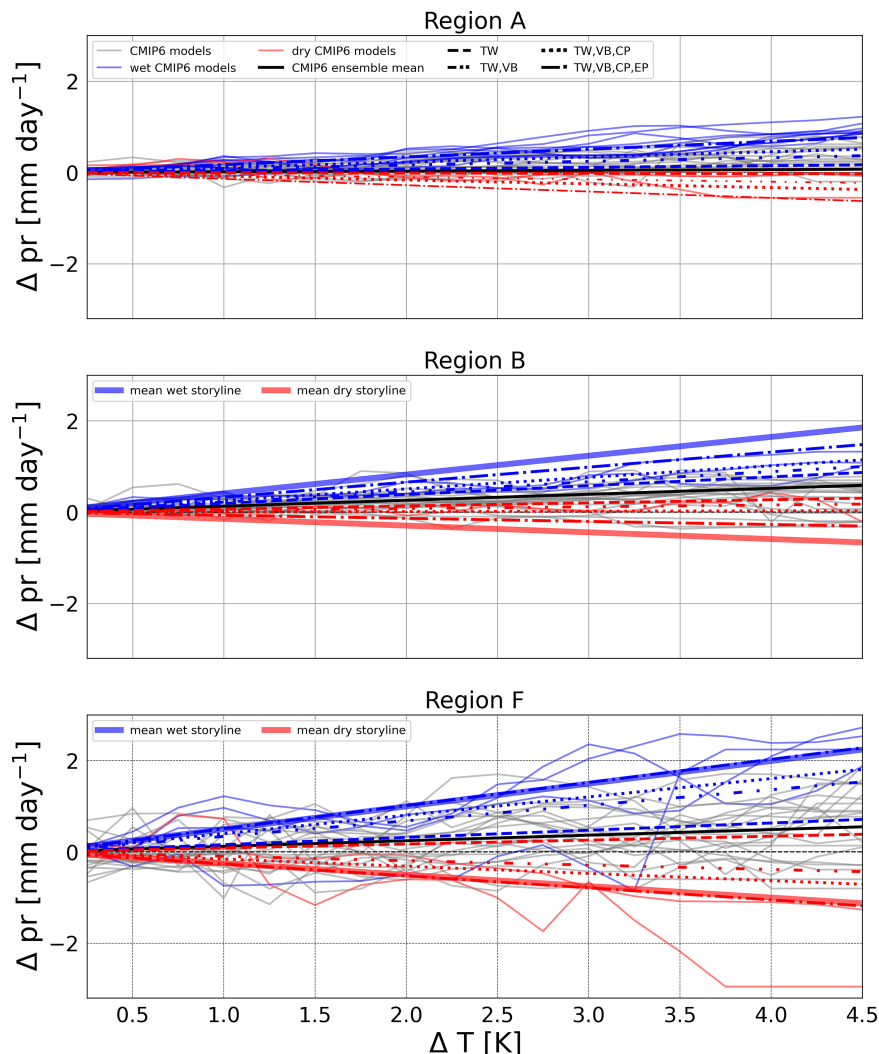 Region A
CMIP6 models dry CMIP6 models TW TW,VB,CP
wet CMIP6 models CMIP6 ensemble mean TW,VB TW,VB,CP,EP
Δ pr [mm day⁻¹]
2
0
−2
Region B
mean wet storyline mean dry storyline
Δ pr [mm day⁻¹]
2
0
−2
Region F
mean wet storyline mean dry storyline
Δ pr [mm day⁻¹]
2
0
−2
0.5 1.0 1.5 2.0 2.5 3.0 3.5 4.0 4.5
Δ T [K]